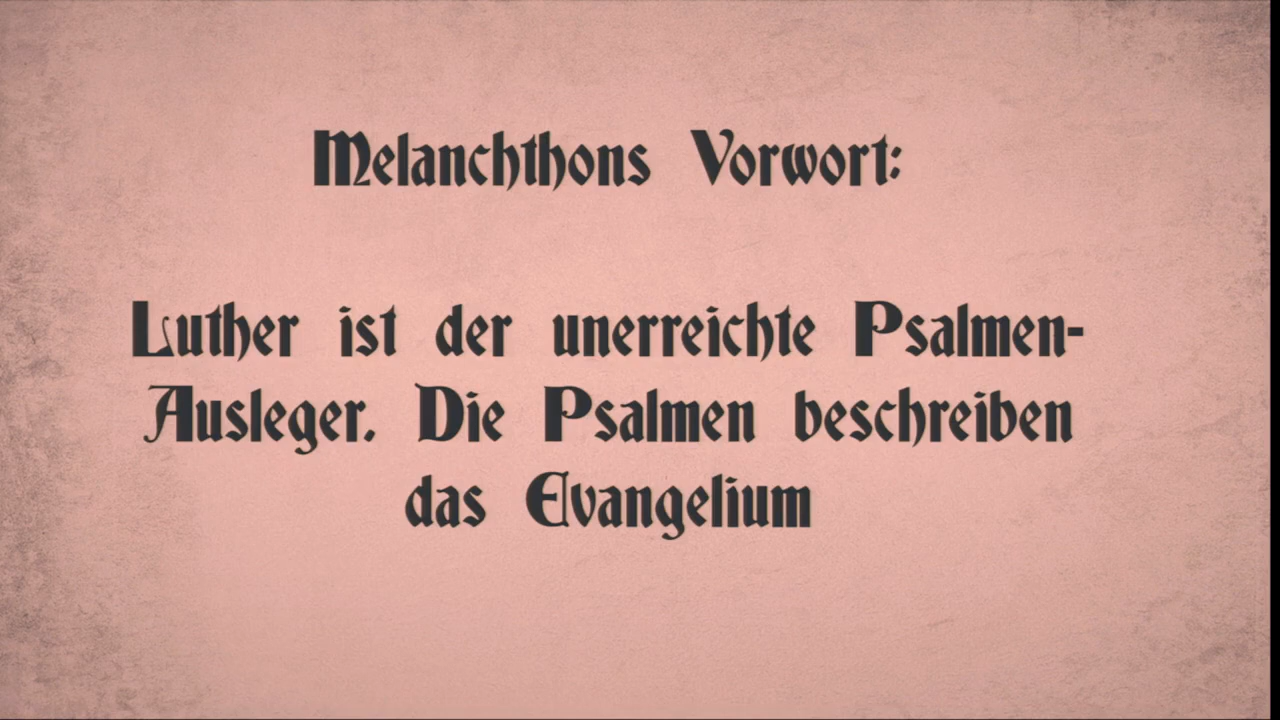 Melanchthons Vorwort:
Luther ist der unerreichte Psalmen-
Ausleger. Die Psalmen beschreiben
das Evangelium